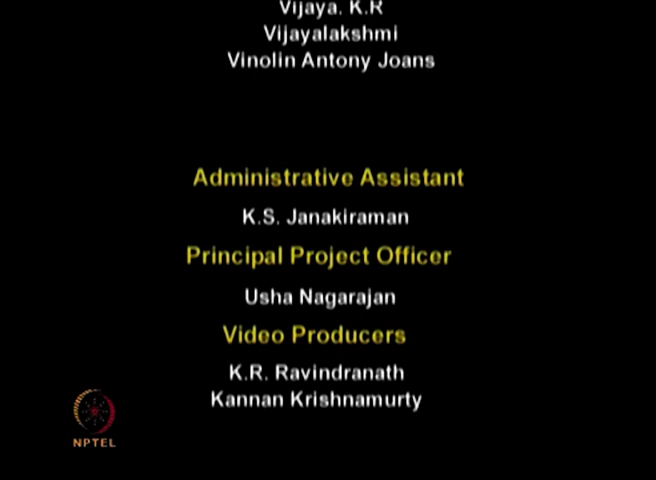 Vijaya. K.R
Vijayalakshmi
Vinolin Antony Joans
Administrative Assistant
K.S. Janakiraman
Principal Project Officer
Usha Nagarajan
Video Producers
K.R. Ravindranath
Kannan Krishnamurty
NPTEL